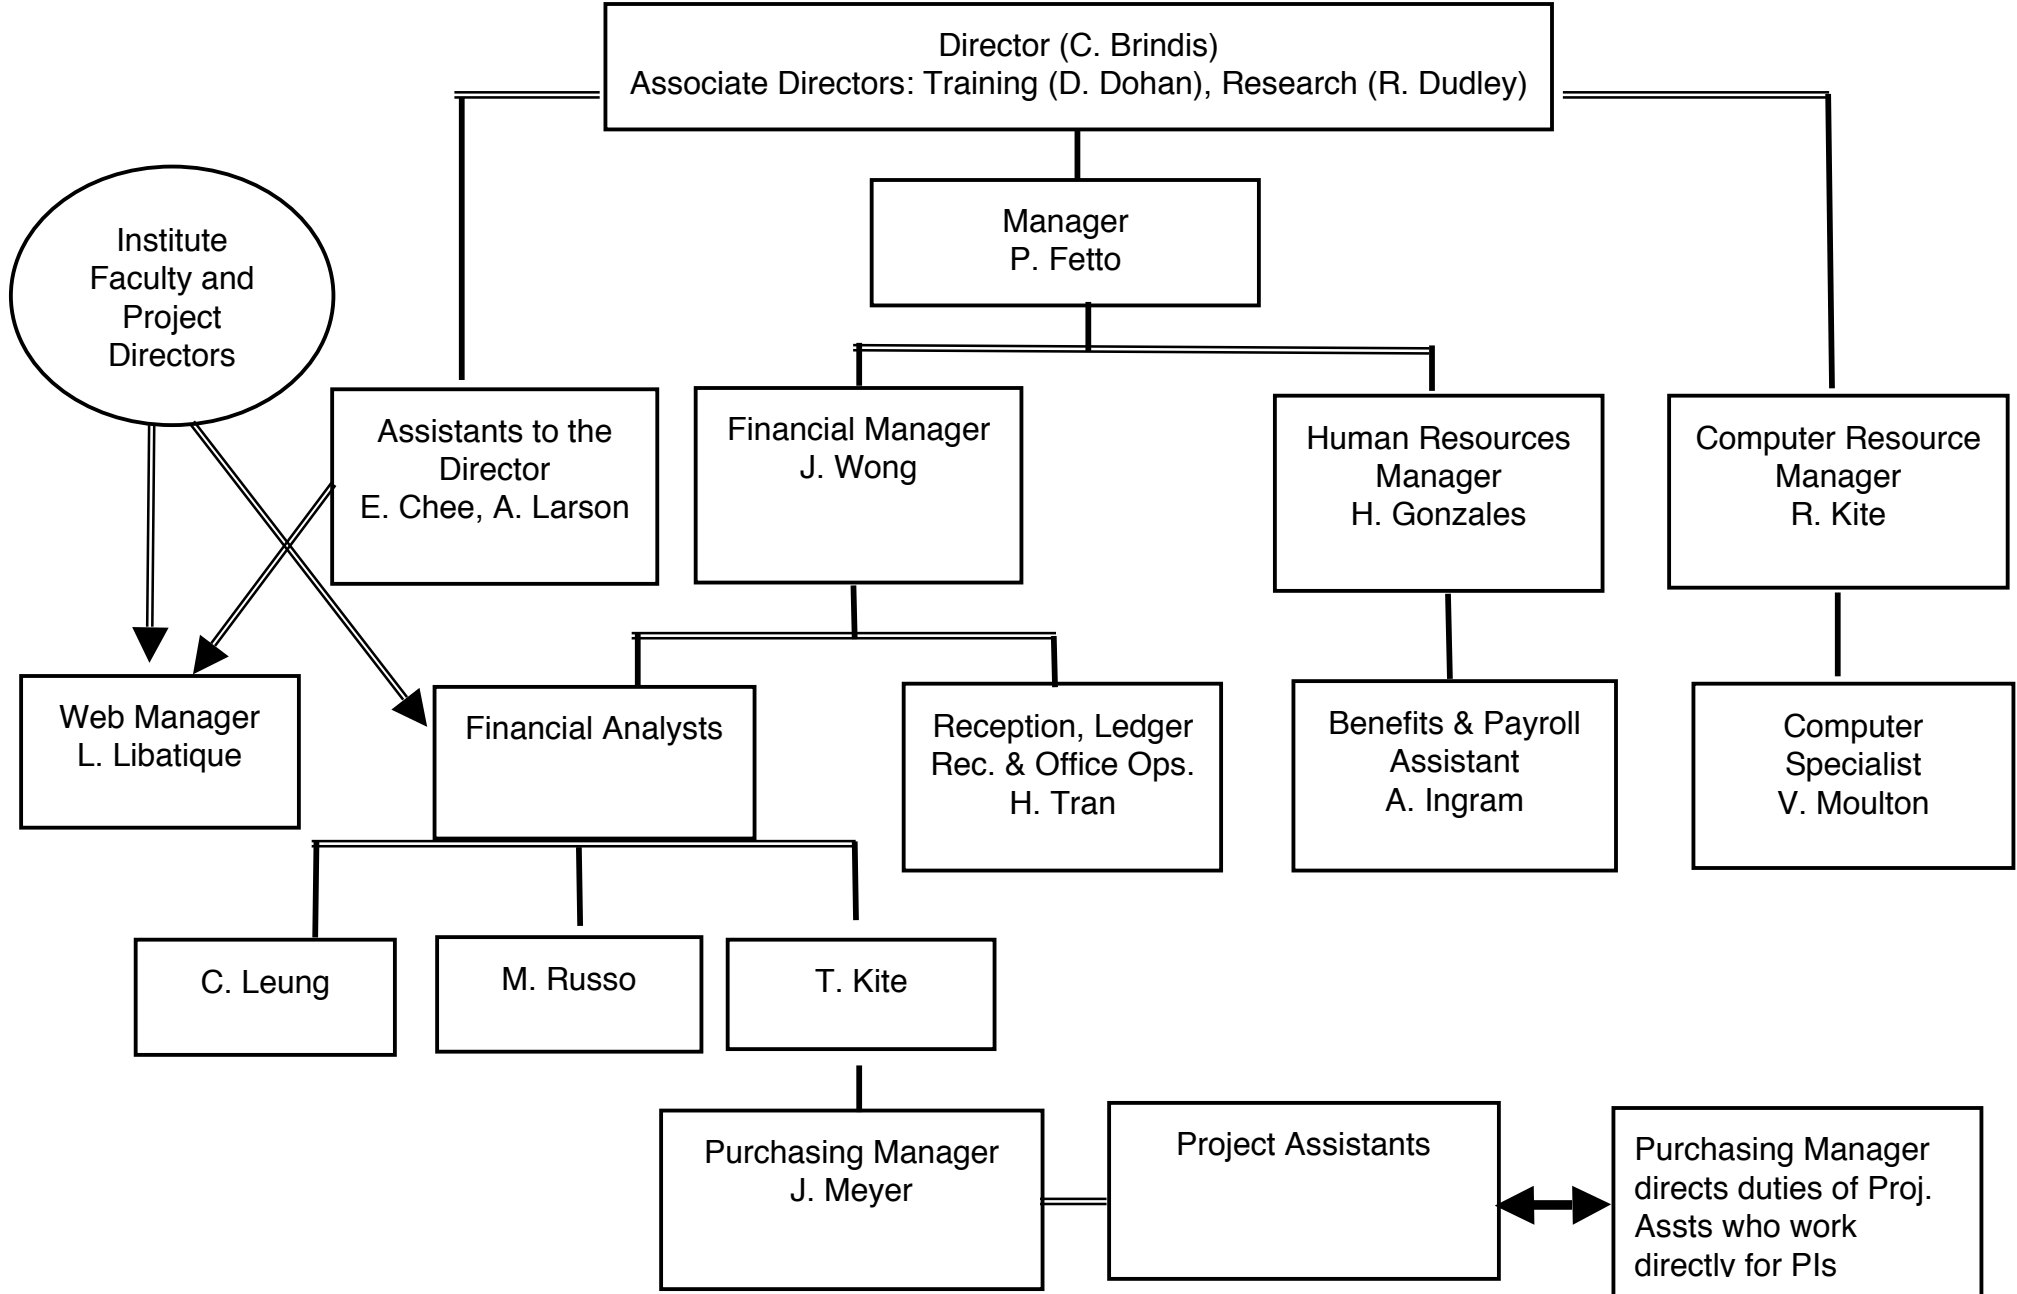 Director (C. Brindis)
Associate Directors: Training (D. Dohan), Research (R. Dudley)
Manager
P. Fetto
Institute
Faculty and
Project
Directors
Assistants to the
Director
E. Chee, A. Larson
Financial Manager
J. Wong
Human Resources
Manager
H. Gonzales
Computer Resource
Manager
R. Kite
Web Manager
L. Libatique
Financial Analysts
Reception, Ledger
Rec. & Office Ops.
H. Tran
Benefits & Payroll
Assistant
A. Ingram
Computer
Specialist
V. Moulton
C. Leung
M. Russo
T. Kite
Purchasing Manager
J. Meyer
Project Assistants
Purchasing Manager
directs duties of Proj.
Assts who work
directly for PIs